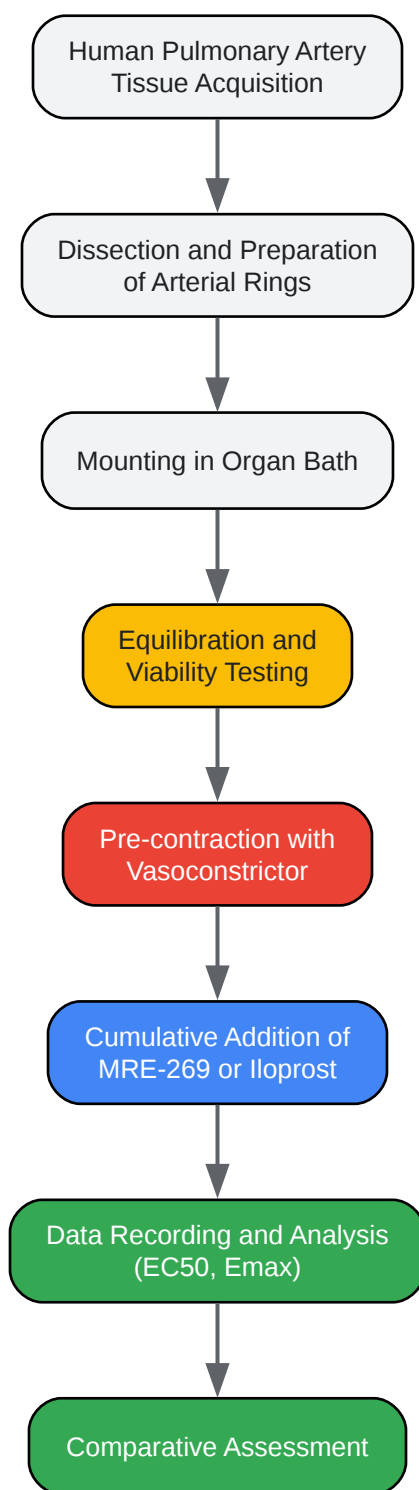 Human Pulmonary Artery
Tissue Acquisition
Dissection and Preparation
of Arterial Rings
Mounting in Organ Bath
Equilibration and
Viability Testing
Pre-contraction with
Vasoconstrictor
Cumulative Addition of
MRE-269 or Iloprost
Data Recording and Analysis
(EC50, Emax)
Comparative Assessment